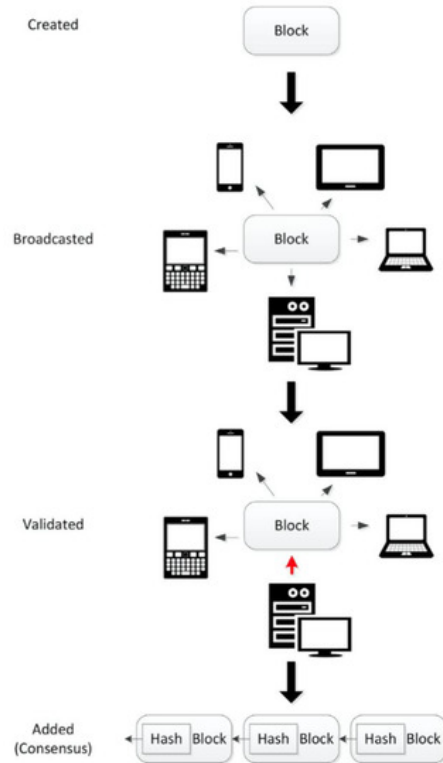 Created
Block
Broadcasted
Block
Validated
Block
Added
(Consensus)
Hash Block Hash Block Hash Block